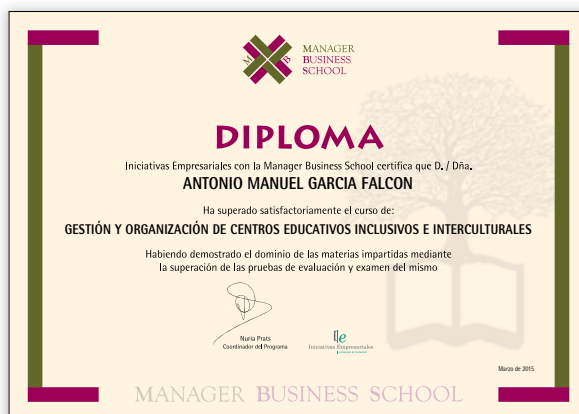 M B S
MANAGER
BUSINESS
SCHOOL
DIPLOMA
Iniciativas Empresariales con la Manager Business School certifica que D. / Dña.
ANTONIO MANUEL GARCIA FALCON
Ha superado satisfactoriamente el curso de:
GESTIÓN Y ORGANIZACIÓN DE CENTROS EDUCATIVOS INCLUSIVOS E INTERCULTURALES
Habiendo demostrado el dominio de las materias impartidas mediante
la superación de las pruebas de evaluación y examen del mismo
Nuria Prats
Coordinador del Programa
ie
Iniciativas Empresariales
Marzo de 2015
MANAGER BUSINESS SCHOOL